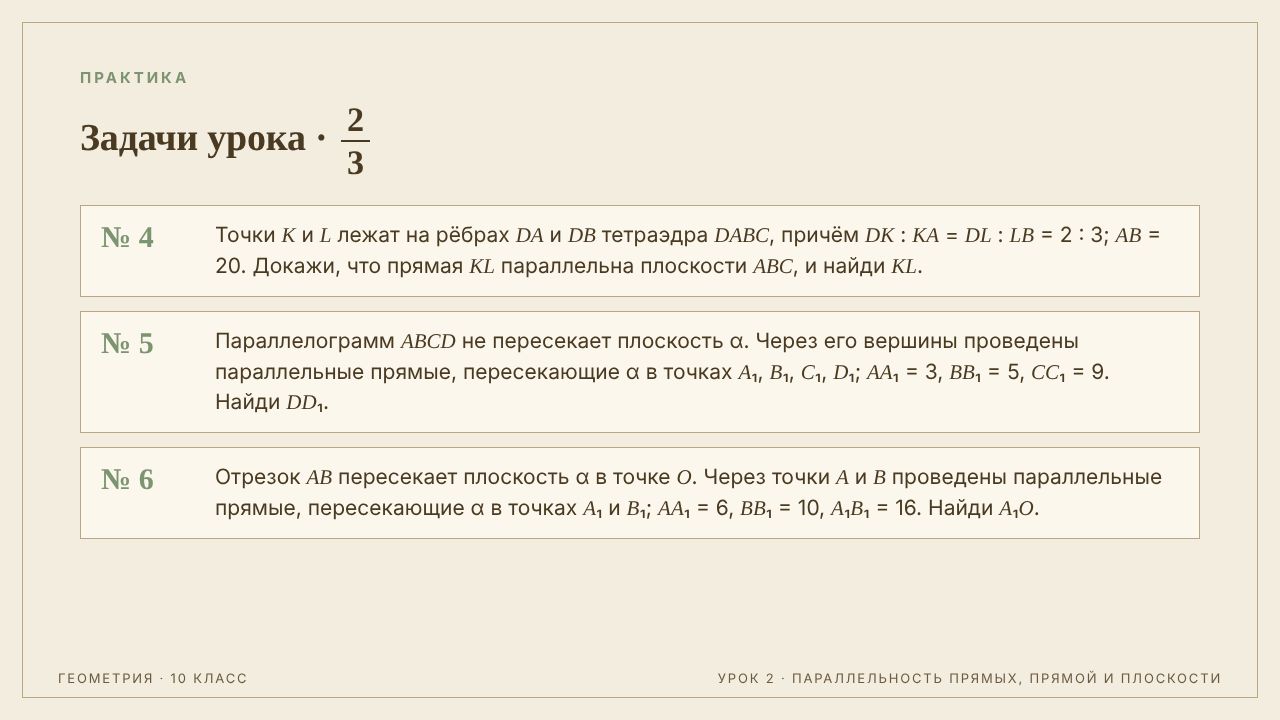 ПРАКТИКА
Задачи урока · 2/3
№ 4
Точки K и L лежат на рёбрах DA и DB тетраэдра DABC, причём DK : KA = DL : LB = 2 : 3; AB =
20. Докажи, что прямая KL параллельна плоскости ABC, и найди KL.
№ 5
Параллелограмм ABCD не пересекает плоскость α. Через его вершины проведены
параллельные прямые, пересекающие α в точках A₁, B₁, C₁, D₁; AA₁ = 3, BB₁ = 5, CC₁ = 9.
Найди DD₁.
№ 6
Отрезок AB пересекает плоскость α в точке O. Через точки A и B проведены параллельные
прямые, пересекающие α в точках A₁ и B₁; AA₁ = 6, BB₁ = 10, A₁B₁ = 16. Найди A₁O.
ГЕОМЕТРИЯ · 10 КЛАСС
УРОК 2 · ПАРАЛЛЕЛЬНОСТЬ ПРЯМЫХ, ПРЯМОЙ И ПЛОСКОСТИ